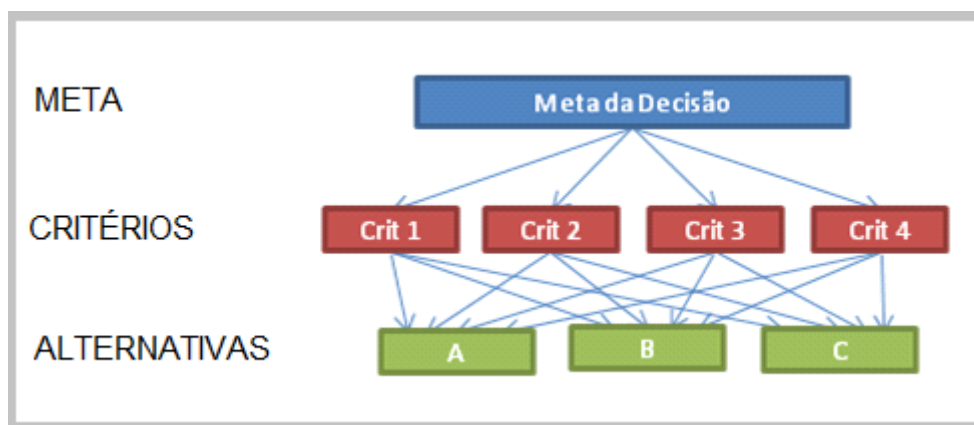 META
Meta da Decisão
CRITÉRIOS
Crit 1
Crit 2
Crit 3
Crit 4
ALTERNATIVAS
A
B
C